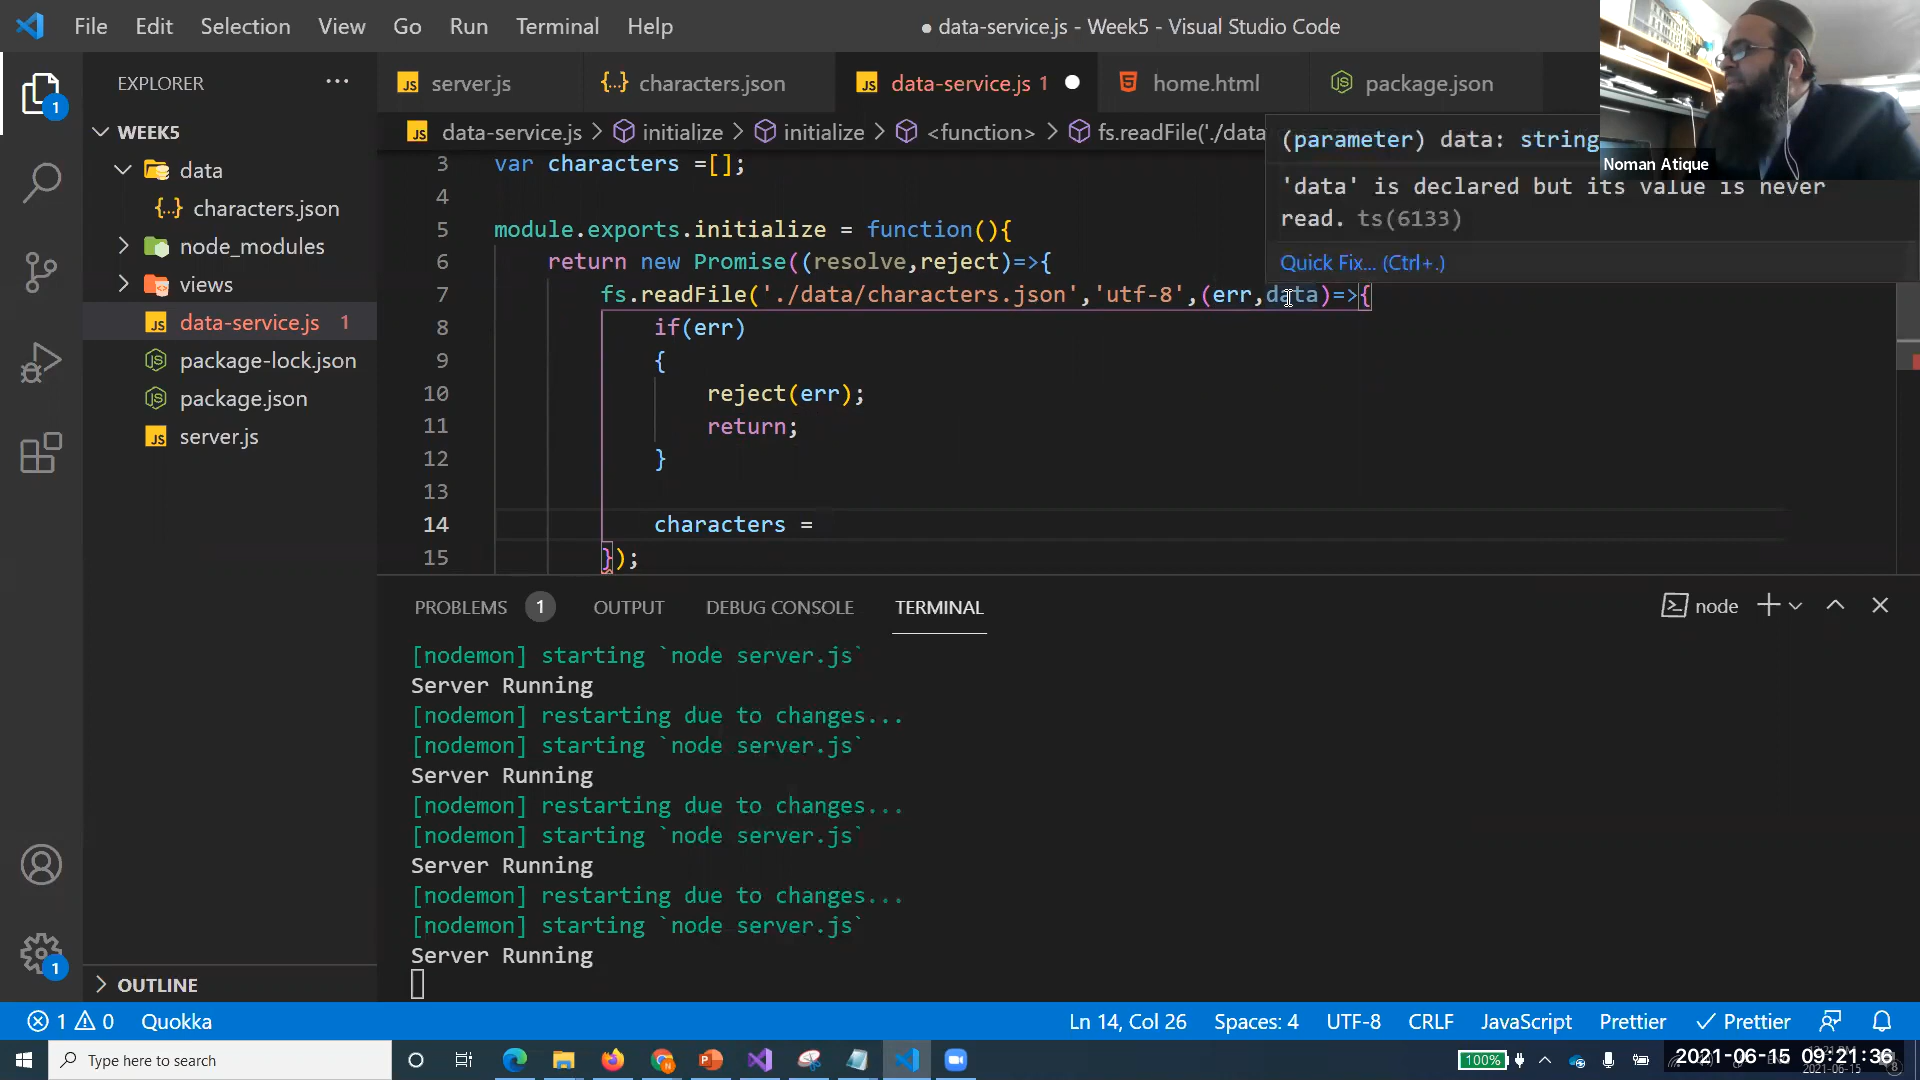 File Edit Selection View Go Run Terminal Help
● data-service.js - Week5 - Visual Studio Code
EXPLORER ···
server.js
characters.json
data-service.js 1
home.html
package.json
data-service.js > initialize > initialize > <function> > fs.readFile('./data
WEEK5
data
characters.json
node_modules
views
data-service.js 1
package-lock.json
package.json
server.js
OUTLINE
3 var characters =[];
4
5 module.exports.initialize = function(){
6 return new Promise((resolve,reject)=>{
7 fs.readFile('./data/characters.json','utf-8',(err,data)=>{
8 if(err)
9 {
10 reject(err);
11 return;
12 }
13
14 characters =
15 });
(parameter) data: string
'data' is declared but its value is never
read. ts(6133)
Quick Fix... (Ctrl+.)
Noman Atique
PROBLEMS 1 OUTPUT DEBUG CONSOLE TERMINAL
node
[nodemon] starting `node server.js`
Server Running
[nodemon] restarting due to changes...
[nodemon] starting `node server.js`
Server Running
[nodemon] restarting due to changes...
[nodemon] starting `node server.js`
Server Running
[nodemon] restarting due to changes...
[nodemon] starting `node server.js`
Server Running
1
1
1 0 Quokka
Ln 14, Col 26 Spaces: 4 UTF-8 CRLF JavaScript Prettier Prettier
Type here to search
100%
2021-06-15 09:21:36